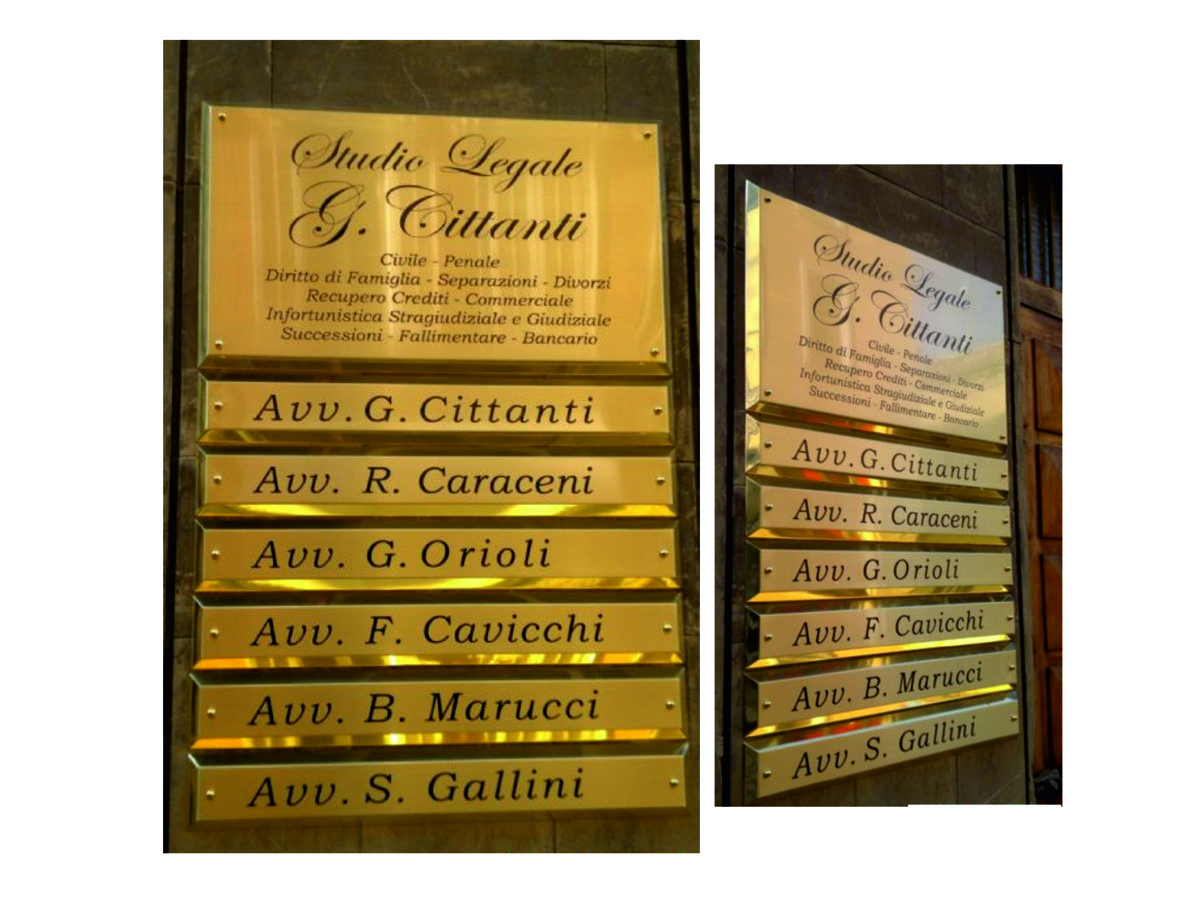 Studio Legale
G. Cittanti
Civile - Penale
Diritto di Famiglia - Separazioni - Divorzi
Recupero Crediti - Commerciale
Infortunistica Stragiudiziale e Giudiziale
Successioni - Fallimentare - Bancario
Avv. G. Cittanti
Avv. R. Caraceni
Avv. G. Orioli
Avv. F. Cavicchi
Avv. B. Marucci
Avv. S. Gallini
Studio Legale
G. Cittanti
Civile - Penale
Diritto di Famiglia - Separazioni - Divorzi
Recupero Crediti - Commerciale
Infortunistica Stragiudiziale e Giudiziale
Successioni - Fallimentare - Bancario
Avv. G. Cittanti
Avv. R. Caraceni
Avv. G. Orioli
Avv. F. Cavicchi
Avv. B. Marucci
Avv. S. Gallini